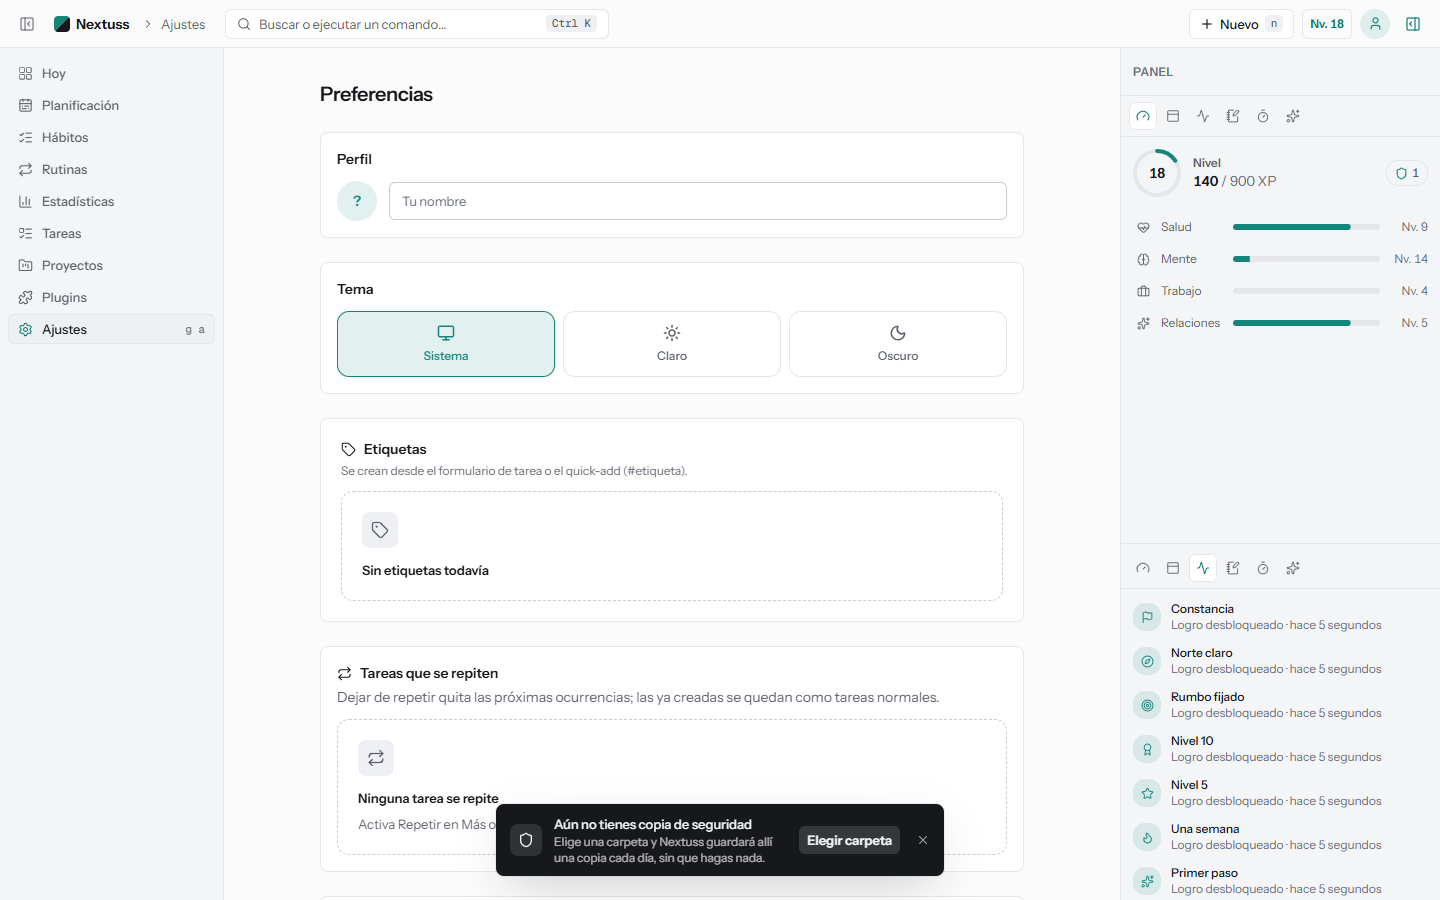 Nextuss
Ajustes
Buscar o ejecutar un comando...
Ctrl K
Nuevo
n
Nv. 18
Hoy
Planificación
Hábitos
Rutinas
Estadísticas
Tareas
Proyectos
Plugins
Ajustes
g a
Preferencias
Perfil
?
Tu nombre
Tema
Sistema
Claro
Oscuro
Etiquetas
Se crean desde el formulario de tarea o el quick-add (#etiqueta).
Sin etiquetas todavía
Tareas que se repiten
Dejar de repetir quita las próximas ocurrencias; las ya creadas se quedan como tareas normales.
Ninguna tarea se repite
Activa Repetir en Más o
Aún no tienes copia de seguridad
Elige una carpeta y Nextuss guardará allí
una copia cada día, sin que hagas nada.
Elegir carpeta
PANEL
18
Nivel
140 / 900 XP
1
Salud
Nv. 9
Mente
Nv. 14
Trabajo
Nv. 4
Relaciones
Nv. 5
Constancia
Logro desbloqueado · hace 5 segundos
Norte claro
Logro desbloqueado · hace 5 segundos
Rumbo fijado
Logro desbloqueado · hace 5 segundos
Nivel 10
Logro desbloqueado · hace 5 segundos
Nivel 5
Logro desbloqueado · hace 5 segundos
Una semana
Logro desbloqueado · hace 5 segundos
Primer paso
Logro desbloqueado · hace 5 segundos